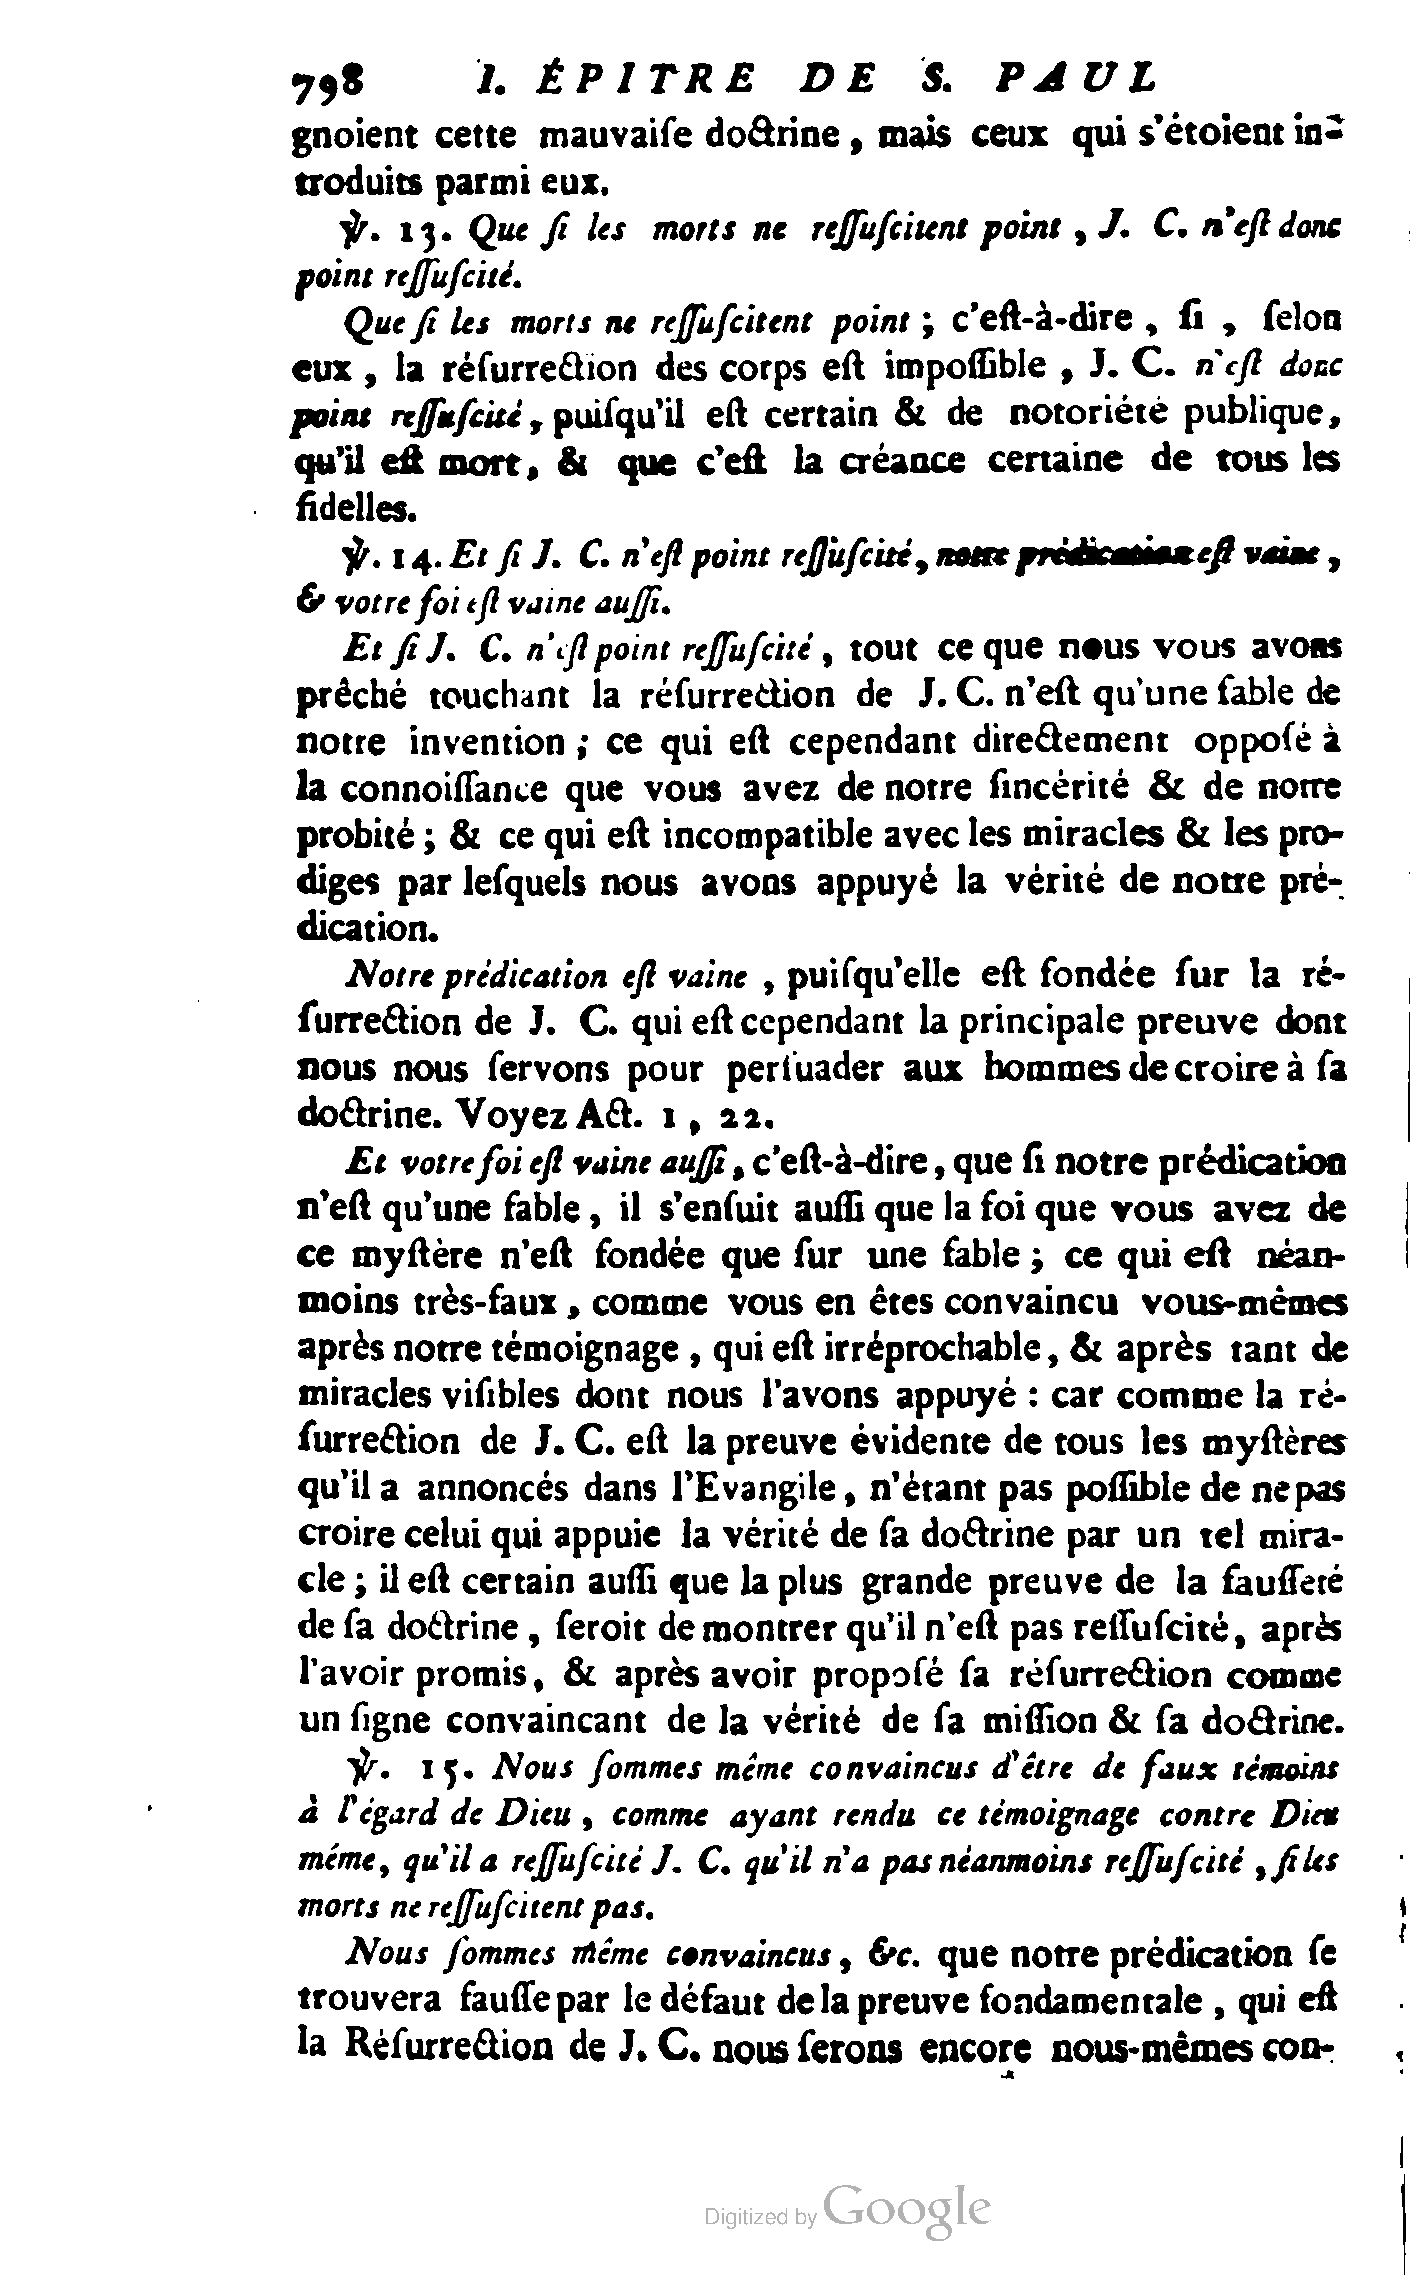 798 I. ÉPITRE DE S. PAUL
gnoient cette mauvaiſe doctrine, mais ceux qui s'étoient in-
troduits parmi eux.
℣. 13. Que ſi les morts ne reſſuſcitent point, J. C. n'eſt donc
point reſſuſcité.
Que ſi les morts ne reſſuſcitent point; c'eſt-à-dire, ſi, ſelon
eux, la réſurrection des corps eſt impoſſible, J. C. n'eſt donc
point reſſuſcité, puiſqu'il eſt certain & de notoriété publique,
qu'il eſt mort, & que c'eſt la créance certaine de tous les
fidelles.
℣. 14. Et ſi J. C. n'eſt point reſſuſcité, notre prédication eſt vaine,
& votre foi eſt vaine auſſi.
Et ſi J. C. n'eſt point reſſuſcité, tout ce que nous vous avons
prêché touchant la réſurrection de J. C. n'eſt qu'une fable de
notre invention; ce qui eſt cependant directement oppoſé à
la connoiſſance que vous avez de notre ſincérité & de notre
probité; & ce qui eſt incompatible avec les miracles & les pro-
diges par leſquels nous avons appuyé la vérité de notre pré-
dication.
Notre prédication eſt vaine, puiſqu'elle eſt fondée ſur la ré-
ſurrection de J. C. qui eſt cependant la principale preuve dont
nous nous ſervons pour perſuader aux hommes de croire à ſa
doctrine. Voyez Act. 1, 22.
Et votre foi eſt vaine auſſi, c'eſt-à-dire, que ſi notre prédication
n'eſt qu'une fable, il s'enſuit auſſi que la foi que vous avez de
ce myſtère n'eſt fondée que ſur une fable; ce qui eſt néan-
moins très-faux, comme vous en êtes convaincu vous-mêmes
après notre témoignage, qui eſt irréprochable, & après tant de
miracles viſibles dont nous l'avons appuyé: car comme la ré-
ſurrection de J. C. eſt la preuve évidente de tous les myſtères
qu'il a annoncés dans l'Evangile, n'étant pas poſſible de ne pas
croire celui qui appuie la vérité de ſa doctrine par un tel mira-
cle; il eſt certain auſſi que la plus grande preuve de la fauſſeté
de ſa doctrine, ſeroit de montrer qu'il n'eſt pas reſſuſcité, après
l'avoir promis, & après avoir propoſé ſa réſurrection comme
un ſigne convaincant de la vérité de ſa miſſion & ſa doctrine.
℣. 15. Nous ſommes même convaincus d'être de faux témoins
à l'égard de Dieu, comme ayant rendu ce témoignage contre Dieu
même, qu'il a reſſuſcité J. C. qu'il n'a pas néanmoins reſſuſcité, ſi les
morts ne reſſuſcitent pas.
Nous ſommes même convaincus, &c. que notre prédication ſe
trouvera fauſſe par le défaut de la preuve fondamentale, qui eſt
la Réſurrection de J. C. nous ſerons encore nous-mêmes con-
Digitized by Google